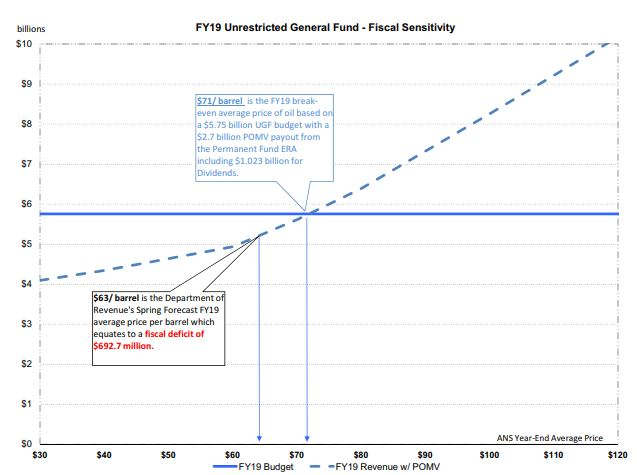 FY19 Unrestricted General Fund - Fiscal Sensitivity
billions
$10
$9
$8
$7
$6
$5
$4
$3
$2
$1
$0
$71/ barrel is the FY19 break-
even average price of oil based on
a $5.75 billion UGF budget with a
$2.7 billion POMV payout from
the Permanent Fund ERA
including $1.023 billion for
Dividends.
$63/ barrel is the Department of
Revenue's Spring Forecast FY19
average price per barrel which
equates to a fiscal deficit of
$692.7 million.
ANS Year-End Average Price
$30 $40 $50 $60 $70 $80 $90 $100 $110 $120
FY19 Budget FY19 Revenue w/ POMV